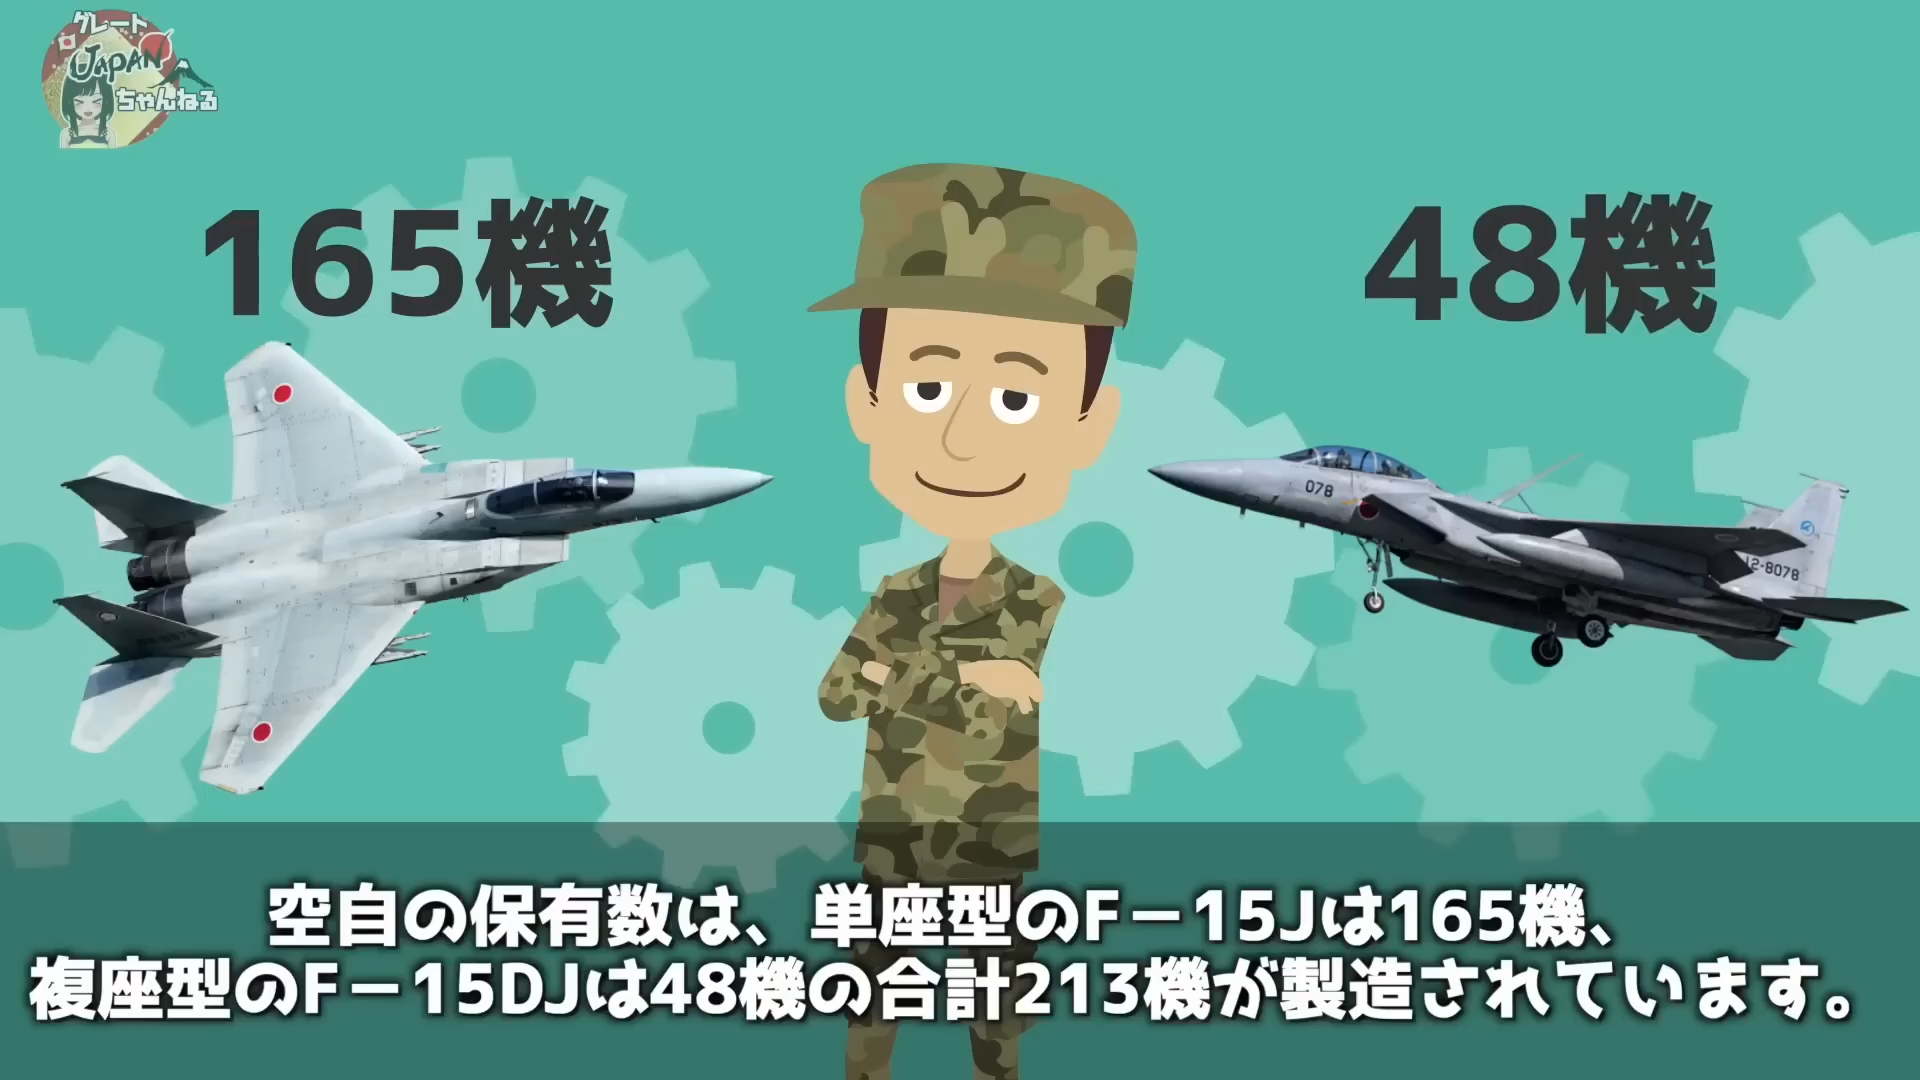 グレート
JAPAN
ちゃんねる
165機
48機
078
12-8078
空自の保有数は、単座型のF－15Jは165機、
複座型のF－15DJは48機の合計213機が製造されています。